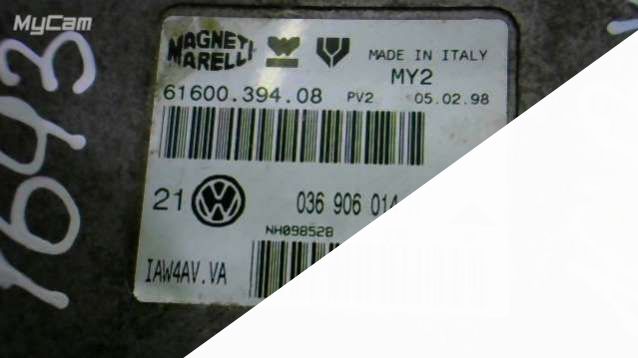 MyCam
1643
MAGNETI
MARELLI
MADE IN ITALY
MY2
61600.394.08 PV2 05.02.98
21 036 906 014
NH098528
IAW4AV.VA